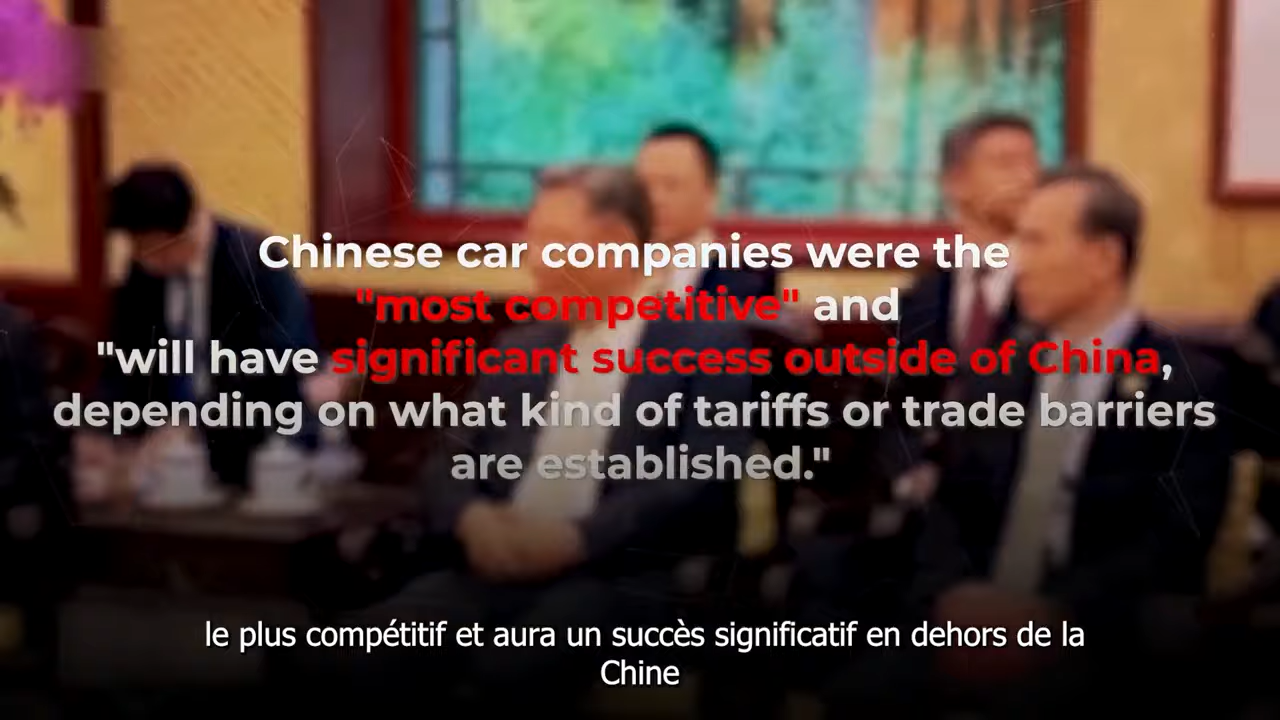 Chinese car companies were the
"most competitive" and
"will have significant success outside of China,
depending on what kind of tariffs or trade barriers
are established."
le plus compétitif et aura un succès significatif en dehors de la
Chine